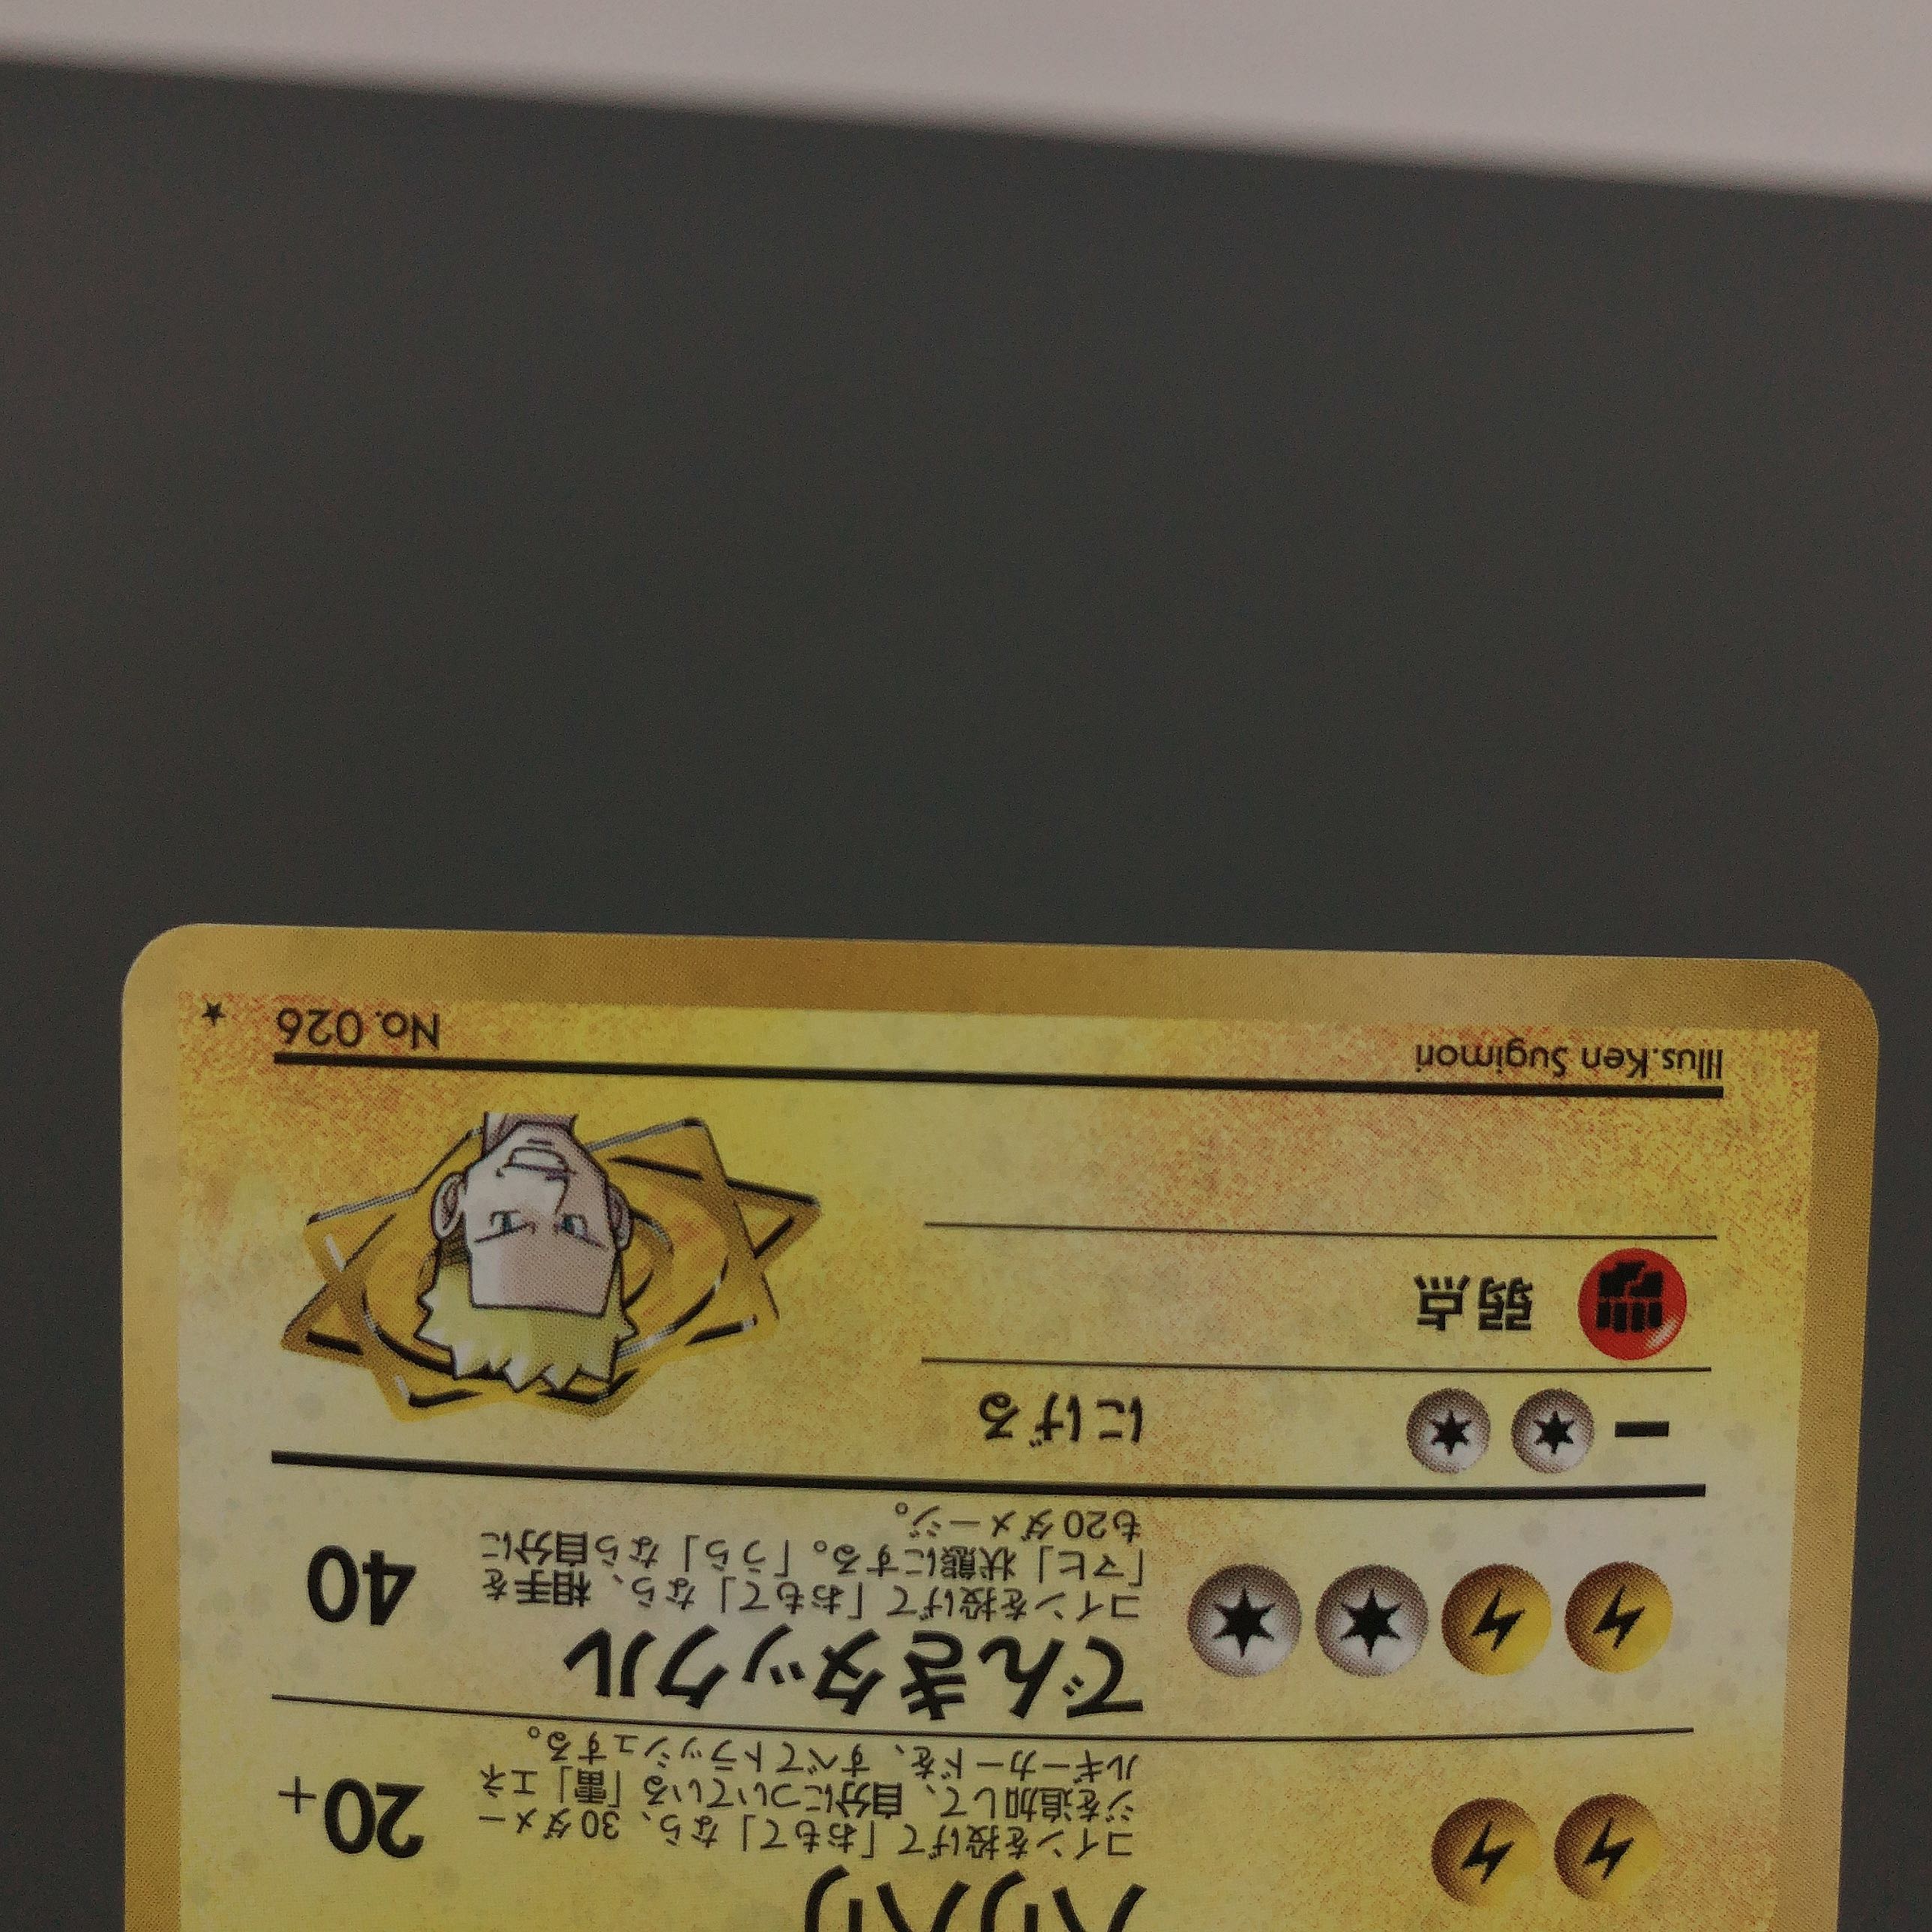 コインを投げて「おもて」なら、30ダメー
ジを追加して、自分についている「雷」エネ
ルギーカードを、すべてトラッシュする。
20+
でんきタックル
コインを投げて「おもて」なら、相手を
「マヒ」状態にする。「うら」なら自分に
も20ダメージ。
40
にげる
弱点
Illus.Ken Sugimori
No. 026 ★